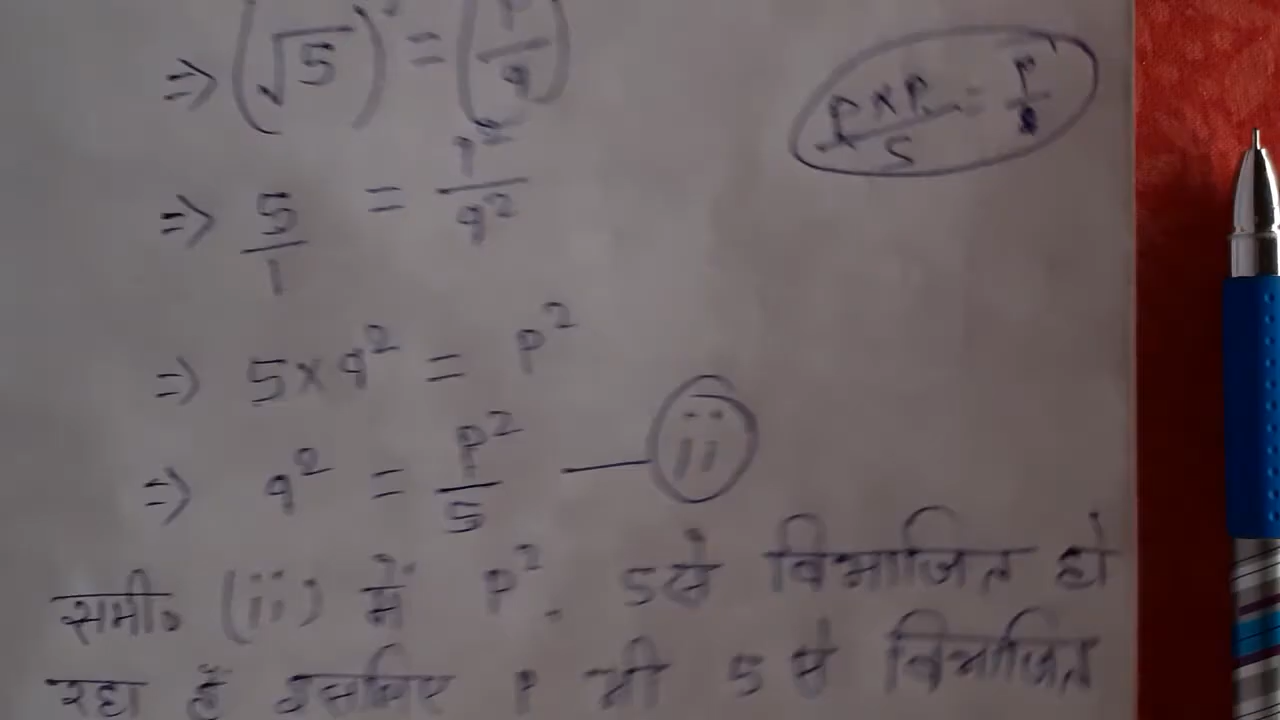 ⇒ (√5)² = (p/q)
p×p/5 = p/
⇒ 5/1 = p²/q²
⇒ 5×q² = p²
⇒ q² = p²/5 — (ii)
समी० (ii) में p², 5 से विभाजित हो
रहा हैं इसलिए p भी 5 से विभाजित